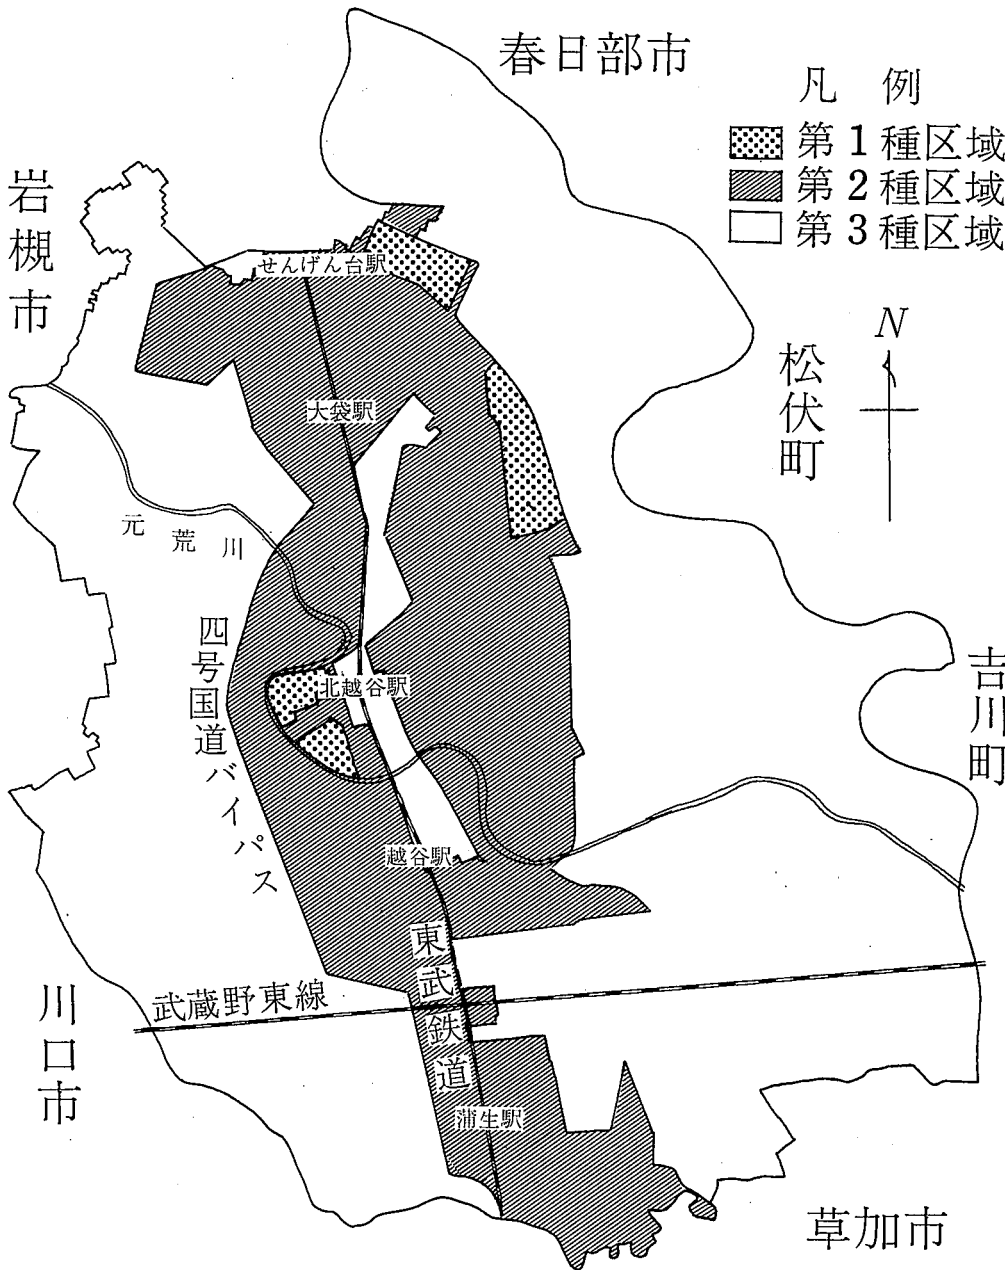 春日部市
凡例
第1種区域
第2種区域
第3種区域
岩槻市
せんげん台駅
N
松伏町
大袋駅
元荒川
四号国道バイパス
北越谷駅
吉川町
越谷駅
東武鉄道
武蔵野東線
川口市
蒲生駅
草加市